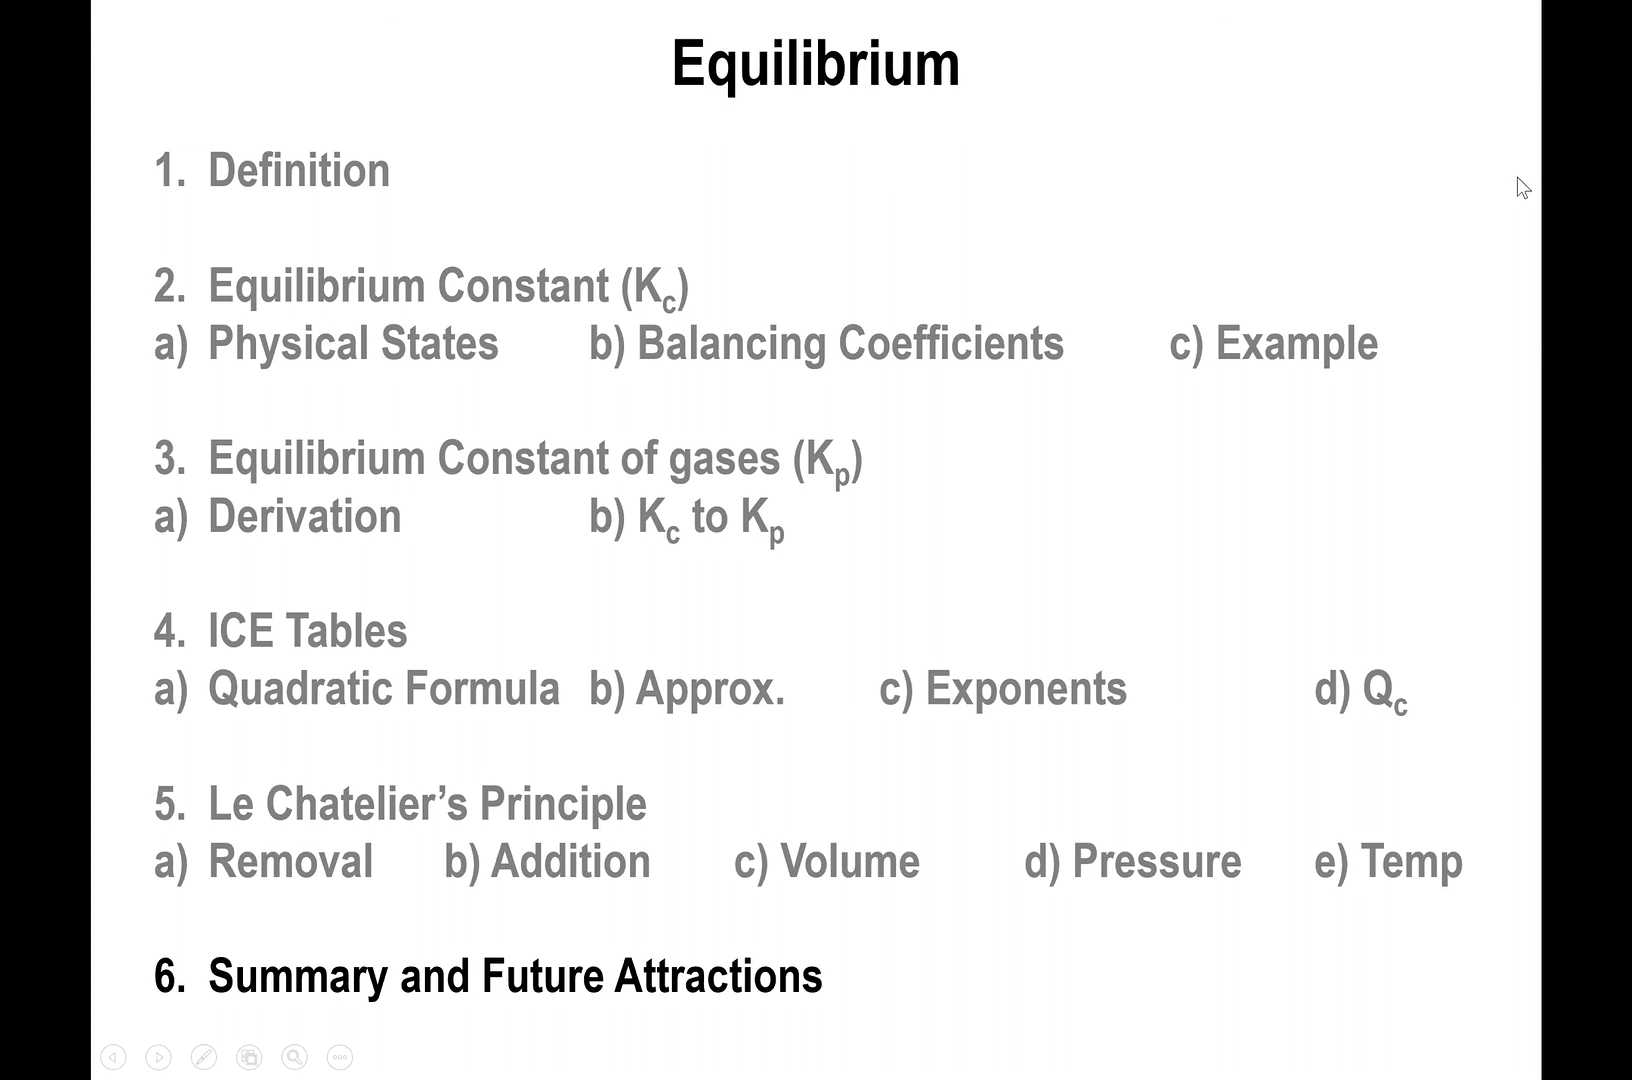 Equilibrium
1. Definition
2. Equilibrium Constant (Kc)
a) Physical States b) Balancing Coefficients c) Example
3. Equilibrium Constant of gases (Kp)
a) Derivation b) Kc to Kp
4. ICE Tables
a) Quadratic Formula b) Approx. c) Exponents d) Qc
5. Le Chatelier’s Principle
a) Removal b) Addition c) Volume d) Pressure e) Temp
6. Summary and Future Attractions